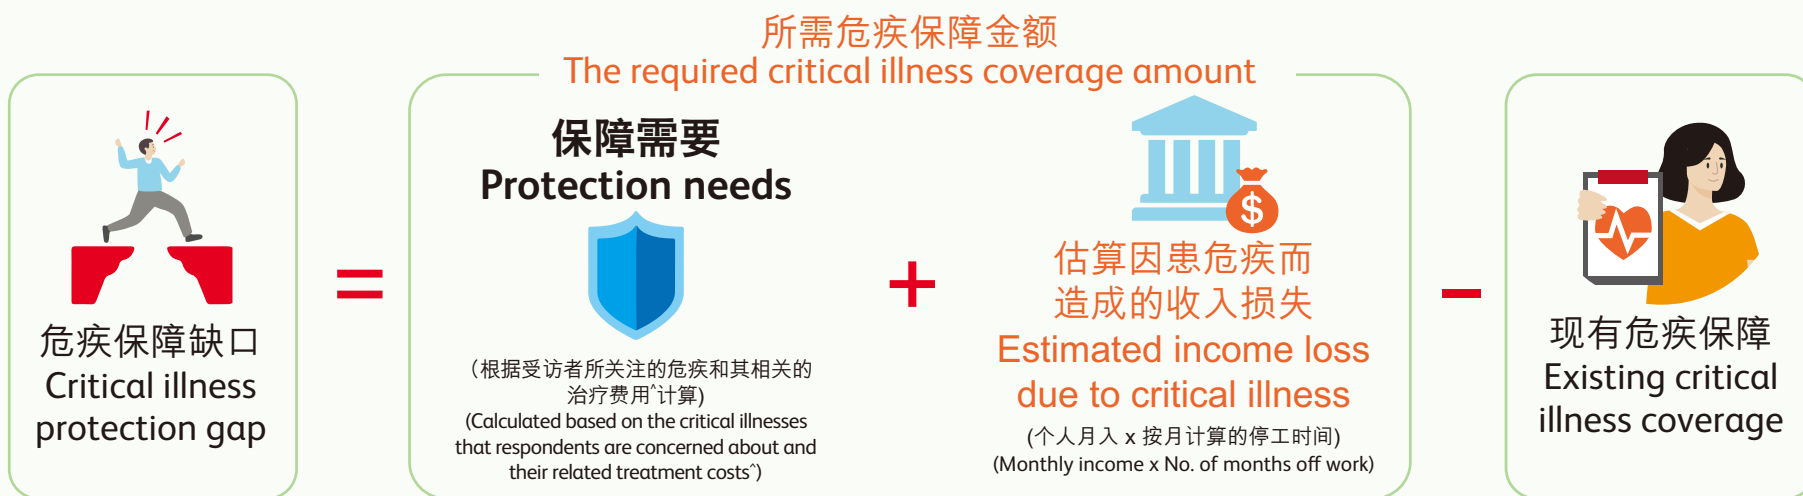 所需危疾保障金额
The required critical illness coverage amount
危疾保障缺口
Critical illness
protection gap
=
保障需要
Protection needs
（根据受访者所关注的危疾和其相关的
治疗费用^计算)
(Calculated based on the critical illnesses
that respondents are concerned about and
their related treatment costs^)
+
$
估算因患危疾而
造成的收入损失
Estimated income loss
due to critical illness
(个人月入 x 按月计算的停工时间)
(Monthly income x No. of months off work)
–
现有危疾保障
Existing critical
illness coverage